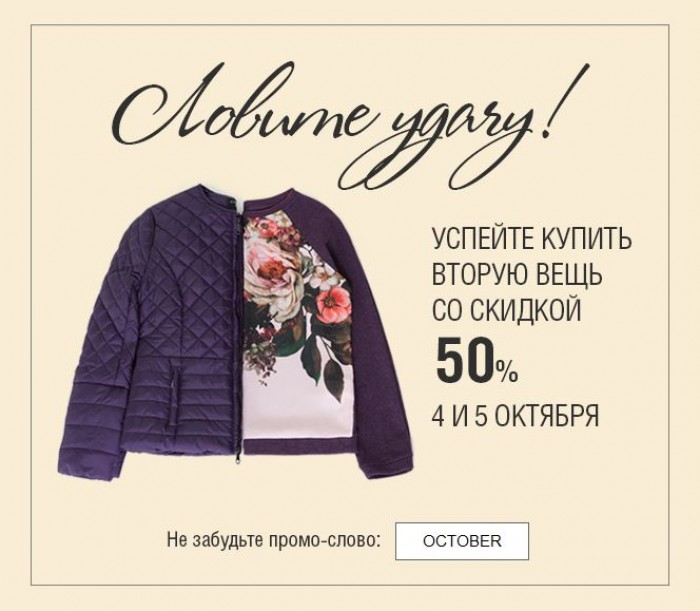 Ловите удачу!
УСПЕЙТЕ КУПИТЬ
ВТОРУЮ ВЕЩЬ
СО СКИДКОЙ
50%
4 И 5 ОКТЯБРЯ
Не забудьте промо-слово: OCTOBER